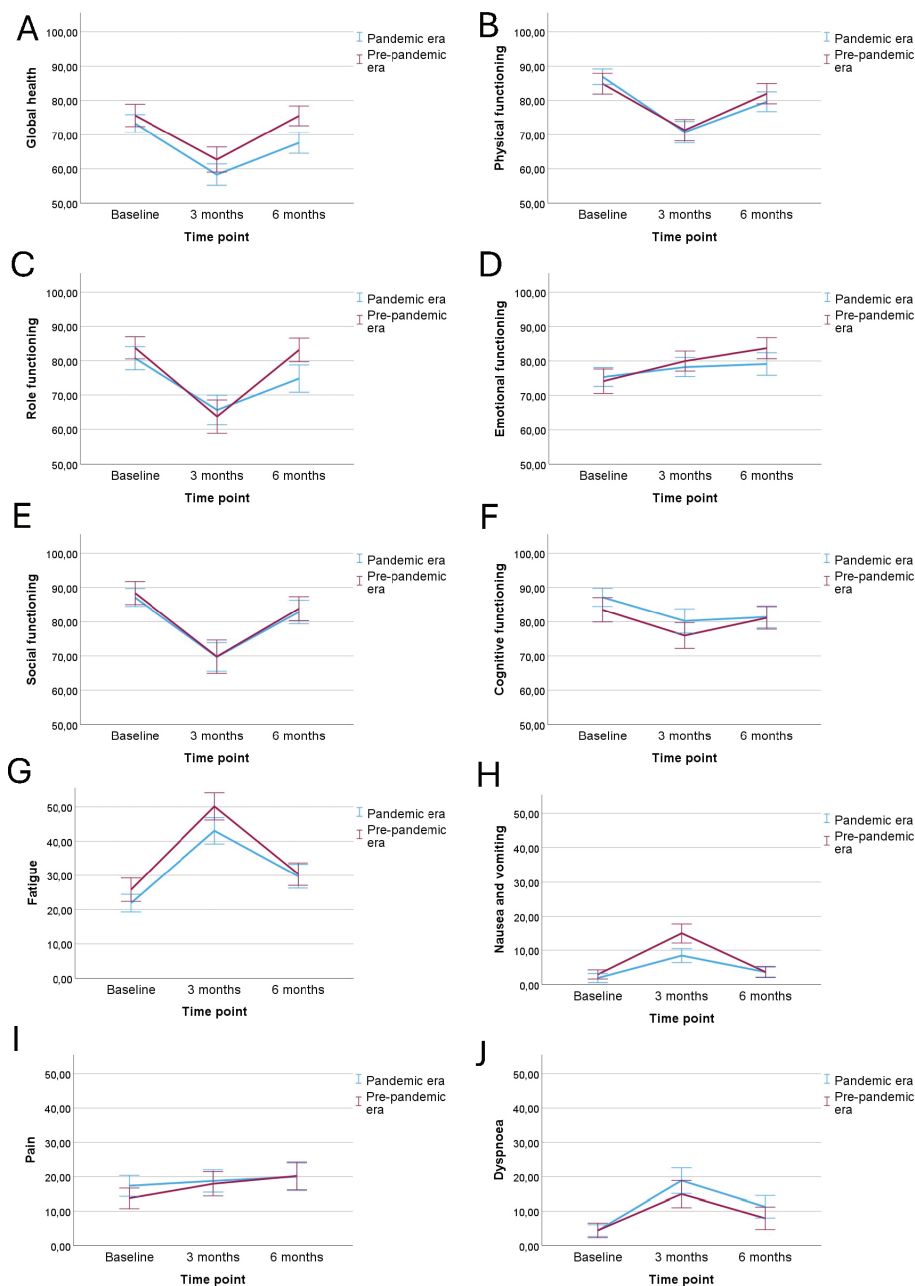 A
100,00
90,00
80,00
70,00
60,00
50,00
Global health
Baseline 3 months 6 months
Time point
Pandemic era
Pre-pandemic
era
B
100,00
90,00
80,00
70,00
60,00
50,00
Physical functioning
Baseline 3 months 6 months
Time point
Pandemic era
Pre-pandemic
era
C
100,00
90,00
80,00
70,00
60,00
50,00
Role functioning
Baseline 3 months 6 months
Time point
Pandemic era
Pre-pandemic
era
D
100,00
90,00
80,00
70,00
60,00
50,00
Emotional functioning
Baseline 3 months 6 months
Time point
Pandemic era
Pre-pandemic
era
E
100,00
90,00
80,00
70,00
60,00
50,00
Social functioning
Baseline 3 months 6 months
Time point
Pandemic era
Pre-pandemic
era
F
100,00
90,00
80,00
70,00
60,00
50,00
Cognitive functioning
Baseline 3 months 6 months
Time point
Pandemic era
Pre-pandemic
era
G
50,00
40,00
30,00
20,00
10,00
0,00
Fatigue
Baseline 3 months 6 months
Time point
Pandemic era
Pre-pandemic
era
H
50,00
40,00
30,00
20,00
10,00
0,00
Nausea and vomiting
Baseline 3 months 6 months
Time point
Pandemic era
Pre-pandemic
era
I
50,00
40,00
30,00
20,00
10,00
0,00
Pain
Baseline 3 months 6 months
Time point
Pandemic era
Pre-pandemic
era
J
50,00
40,00
30,00
20,00
10,00
0,00
Dyspnoea
Baseline 3 months 6 months
Time point
Pandemic era
Pre-pandemic
era